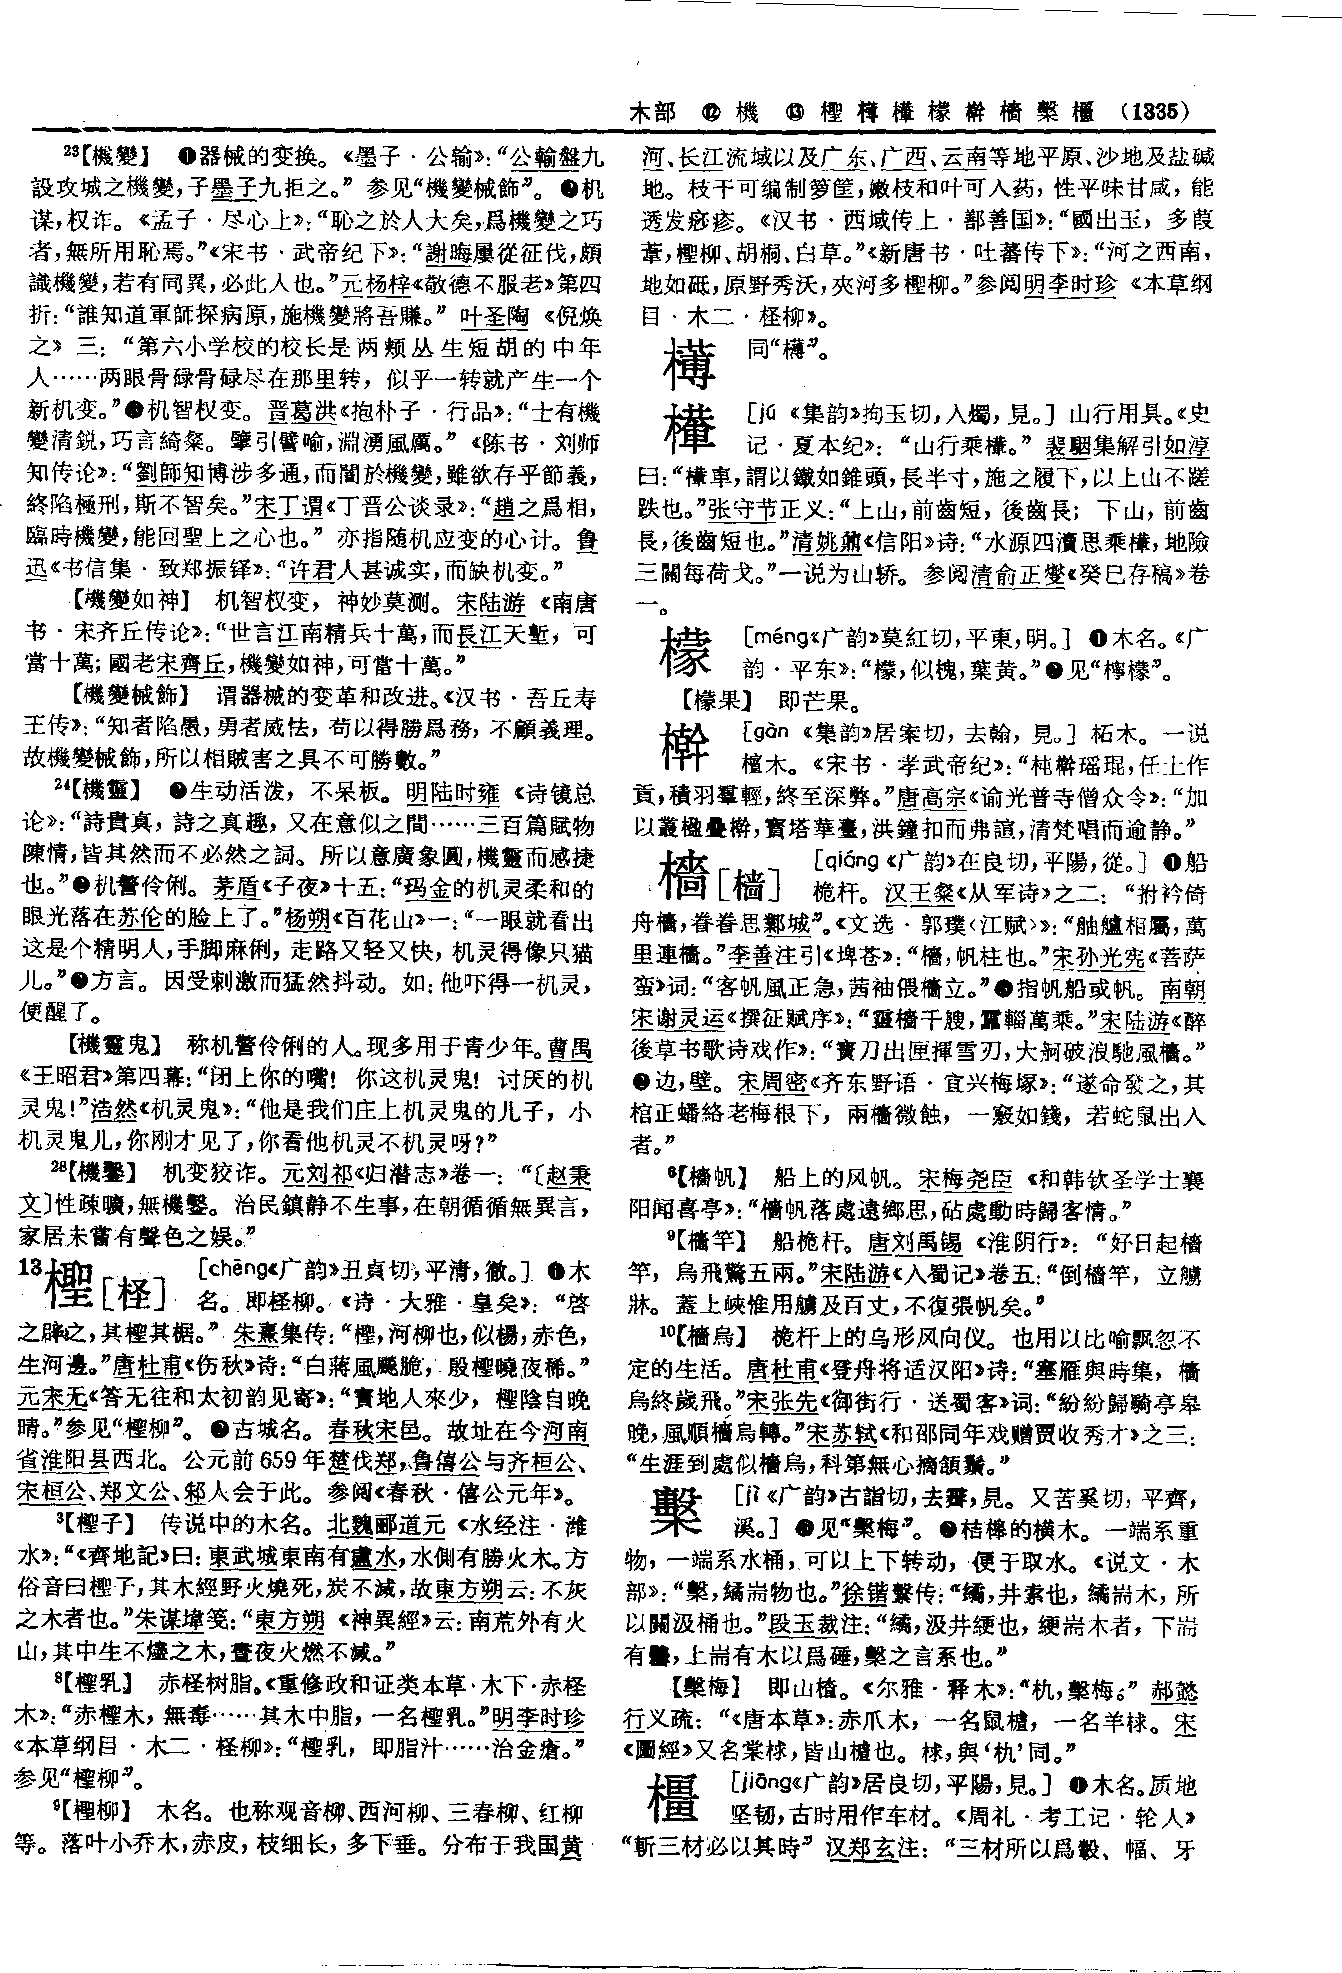 木部 ⑫ 機 ⑬ 檉 欂 檋 檬 檊 檣 檕 橿 (1335)
²³【機變】 ❶器械的变换。《墨子·公输》：“公輸盤九
設攻城之機變，子墨子九拒之。” 参见“機變械飾”。❷机
谋，权诈。《孟子·尽心上》：“恥之於人大矣，爲機變之巧
者，無所用恥焉。”《宋书·武帝纪下》：“謝晦屢從征伐，頗
識機變，若有同異，必此人也。”元杨梓《敬德不服老》第四
折：“誰知道軍師探病原，施機變將吾賺。” 叶圣陶 《倪焕
之》 三：“第六小学校的校长是两颊丛生短胡的中年
人……两眼骨碌骨碌尽在那里转，似乎一转就产生一个
新机变。”❸机智权变。 晋葛洪《抱朴子·行品》：“士有機
變清鋭，巧言綺粲。擘引譬喻，淵湧風厲。” 《陈书·刘师
知传论》：“劉師知博涉多通，而闇於機變，雖欲存乎節義，
終陷極刑，斯不智矣。”宋丁谓《丁晋公谈录》：“趙之爲相，
臨時機變，能回聖上之心也。” 亦指随机应变的心计。鲁
迅《书信集·致郑振铎》：“许君人甚诚实，而缺机变。”
【機變如神】 机智权变，神妙莫测。宋陆游 《南唐
书·宋齐丘传论》：“世言江南精兵十萬，而長江天塹，可
當十萬；國老宋齊丘，機變如神，可當十萬。”
【機變械飾】 谓器械的变革和改进。《汉书·吾丘寿
王传》：“知者陷愚，勇者威怯，苟以得勝爲務，不顧義理。
故機變械飾，所以相賊害之具不可勝數。”
²⁴【機靈】 ❶生动活泼，不呆板。明陆时雍 《诗镜总
论》：“詩貴真，詩之真趣，又在意似之間……三百篇賦物
陳情，皆其然而不必然之詞。所以意廣象圓，機靈而感捷
也。”❷机警伶俐。茅盾《子夜》十五：“玛金的机灵柔和的
眼光落在苏伦的脸上了。”杨朔《百花山》一：“一眼就看出
这是个精明人，手脚麻俐，走路又轻又快，机灵得像只猫
儿。”❸方言。因受刺激而猛然抖动。如：他吓得一机灵，
便醒了。
【機靈鬼】 称机警伶俐的人。现多用于青少年。曹禺
《王昭君》第四幕：“闭上你的嘴！你这机灵鬼！讨厌的机
灵鬼！”浩然《机灵鬼》：“他是我们庄上机灵鬼的儿子，小
机灵鬼儿，你刚才见了，你看他机灵不机灵呀？”
²⁸【機鑿】 机变狡诈。元刘祁《归潜志》卷一：“〔赵秉
文〕性疎曠，無機鑿。治民鎮静不生事，在朝循循無異言，
家居未嘗有聲色之娱。”
13檉[柽] [chēng《广韵》丑貞切，平清，徹。] ❶木
名。即柽柳。《诗·大雅·皇矣》：“啓
之辟之，其檉其椐。” 朱熹集传：“檉，河柳也，似楊，赤色，
生河邊。”唐杜甫《伤秋》诗：“白蔣風飈脆，殷檉曉夜稀。”
元宋无《答无往和太初韵见寄》：“寶地人來少，檉陰自晚
晴。”参见“檉柳”。❷古城名。春秋宋邑。故址在今河南
省淮阳县西北。公元前659年楚伐郑，鲁僖公与齐桓公、
宋桓公、郑文公、邾人会于此。参阅《春秋·僖公元年》。
³【檉子】 传说中的木名。北魏郦道元 《水经注·潍
水》：“《齊地記》曰：東武城東南有盧水，水側有勝火木。方
俗音曰檉子，其木經野火燒死，炭不滅，故東方朔云：不灰
之木者也。”朱谋㙔笺：“東方朔 《神異經》云：南荒外有火
山，其中生不燼之木，晝夜火燃不滅。”
⁸【檉乳】 赤柽树脂。《重修政和证类本草·木下·赤柽
木》：“赤檉木，無毒……其木中脂，一名檉乳。”明李时珍
《本草纲目·木二·柽柳》：“檉乳，即脂汁……治金瘡。”
参见“檉柳”。
⁹【檉柳】 木名。也称观音柳、西河柳、三春柳、红柳
等。落叶小乔木，赤皮，枝细长，多下垂。分布于我国黄
河、长江流域以及广东、广西、云南等地平原、沙地及盐碱
地。枝干可编制箩筐，嫩枝和叶可入药，性平味甘咸，能
透发痧疹。《汉书·西域传上·鄯善国》：“國出玉，多葭
葦，檉柳、胡桐、白草。”《新唐书·吐蕃传下》：“河之西南，
地如砥，原野秀沃，夾河多檉柳。”参阅明李时珍 《本草纲
目·木二·柽柳》。
同“欂”。
檋 [jú 《集韵》拘玉切，入燭，見。] 山行用具。《史
记·夏本纪》：“山行乘檋。”裴駰集解引如淳
曰：“檋車，謂以鐵如錐頭，長半寸，施之履下，以上山不蹉
跌也。”张守节正义：“上山，前齒短，後齒長；下山，前齒
長，後齒短也。”清姚鼐《信阳》诗：“水源四瀆思乘檋，地險
三關每荷戈。”一说为山轿。参阅清俞正燮《癸巳存稿》卷
一。
檬 [méng《广韵》莫紅切，平東，明。] ❶木名。《广
韵·平东》：“檬，似槐，葉黄。”❷见“檸檬”。
【檬果】 即芒果。
檊 [gàn 《集韵》居案切，去翰，見。] 柘木。一说
檀木。《宋书·孝武帝纪》：“杶檊瑶琨，任土作
貢，積羽羣輕，終至深弊。”唐高宗《谕光普寺僧众令》：“加
以叢楹疊檊，寶塔華臺，洪鐘扣而弗諠，清梵唱而逾静。”
檣[樯] [qiáng《广韵》在良切，平陽，從。] ❶船
桅杆。汉王粲《从军诗》之二：“拊衿倚
舟檣，眷眷思鄴城”。《文选·郭璞〈江赋〉》：“舳艫相屬，萬
里連檣。”李善注引《埤苍》：“檣，帆柱也。”宋孙光宪《菩萨
蛮》词：“客帆風正急，茜袖偎檣立。”❷指帆船或帆。南朝
宋谢灵运《撰征赋序》：“靈檣千艘，雷輜萬乘。”宋陆游《醉
後草书歌诗戏作》：“寶刀出匣揮雪刃，大舸破浪馳風檣。”
❸边，壁。宋周密《齐东野语·宜兴梅塚》：“遂命發之，其
棺正蟠絡老梅根下，兩檣微蝕，一竅如錢，若蛇鼠出入
者。”
⁶【檣帆】 船上的风帆。宋梅尧臣 《和韩钦圣学士襄
阳闻喜亭》：“檣帆落處遠鄉思，砧處動時歸客情。”
⁹【檣竿】 船桅杆。唐刘禹锡 《淮阴行》：“好日起檣
竿，烏飛驚五兩。”宋陆游《入蜀记》卷五：“倒檣竿，立艣
牀。蓋上峽惟用艣及百丈，不復張帆矣。”
¹⁰【檣烏】 桅杆上的乌形风向仪。也用以比喻飘忽不
定的生活。唐杜甫《登舟将适汉阳》诗：“塞雁與時集，檣
烏終歲飛。”宋张先《御街行·送蜀客》词：“紛紛歸騎亭皋
晚，風順檣烏轉。”宋苏轼《和邵同年戏赠贾收秀才》之三：
“生涯到處似檣烏，科第無心摘頷鬚。”
檕 [jì《广韵》古詣切，去霽，見。又苦奚切，平齊，
溪。] ❶见“檕梅”。❷桔槔的横木。一端系重
物，一端系水桶，可以上下转动，便于取水。《说文·木
部》：“檕，繘耑物也。”徐锴繫传：“繘，井索也，繘耑木，所
以關汲桶也。”段玉裁注：“繘，汲井綆也，綆耑木者，下耑
有罋，上耑有木以爲硾，檕之言系也。”
【檕梅】 即山楂。《尔雅·释木》：“朹，檕梅。” 郝懿
行义疏：“《唐本草》：赤爪木，一名鼠樝，一名羊梂。宋
《圖經》又名棠梂，皆山樝也。梂，與‘朹’同。”
橿 [jiāng《广韵》居良切，平陽，見。] ❶木名。质地
坚韧，古时用作车材。《周礼·考工记·轮人》
“斬三材必以其時” 汉郑玄注：“三材所以爲轂、輻、牙